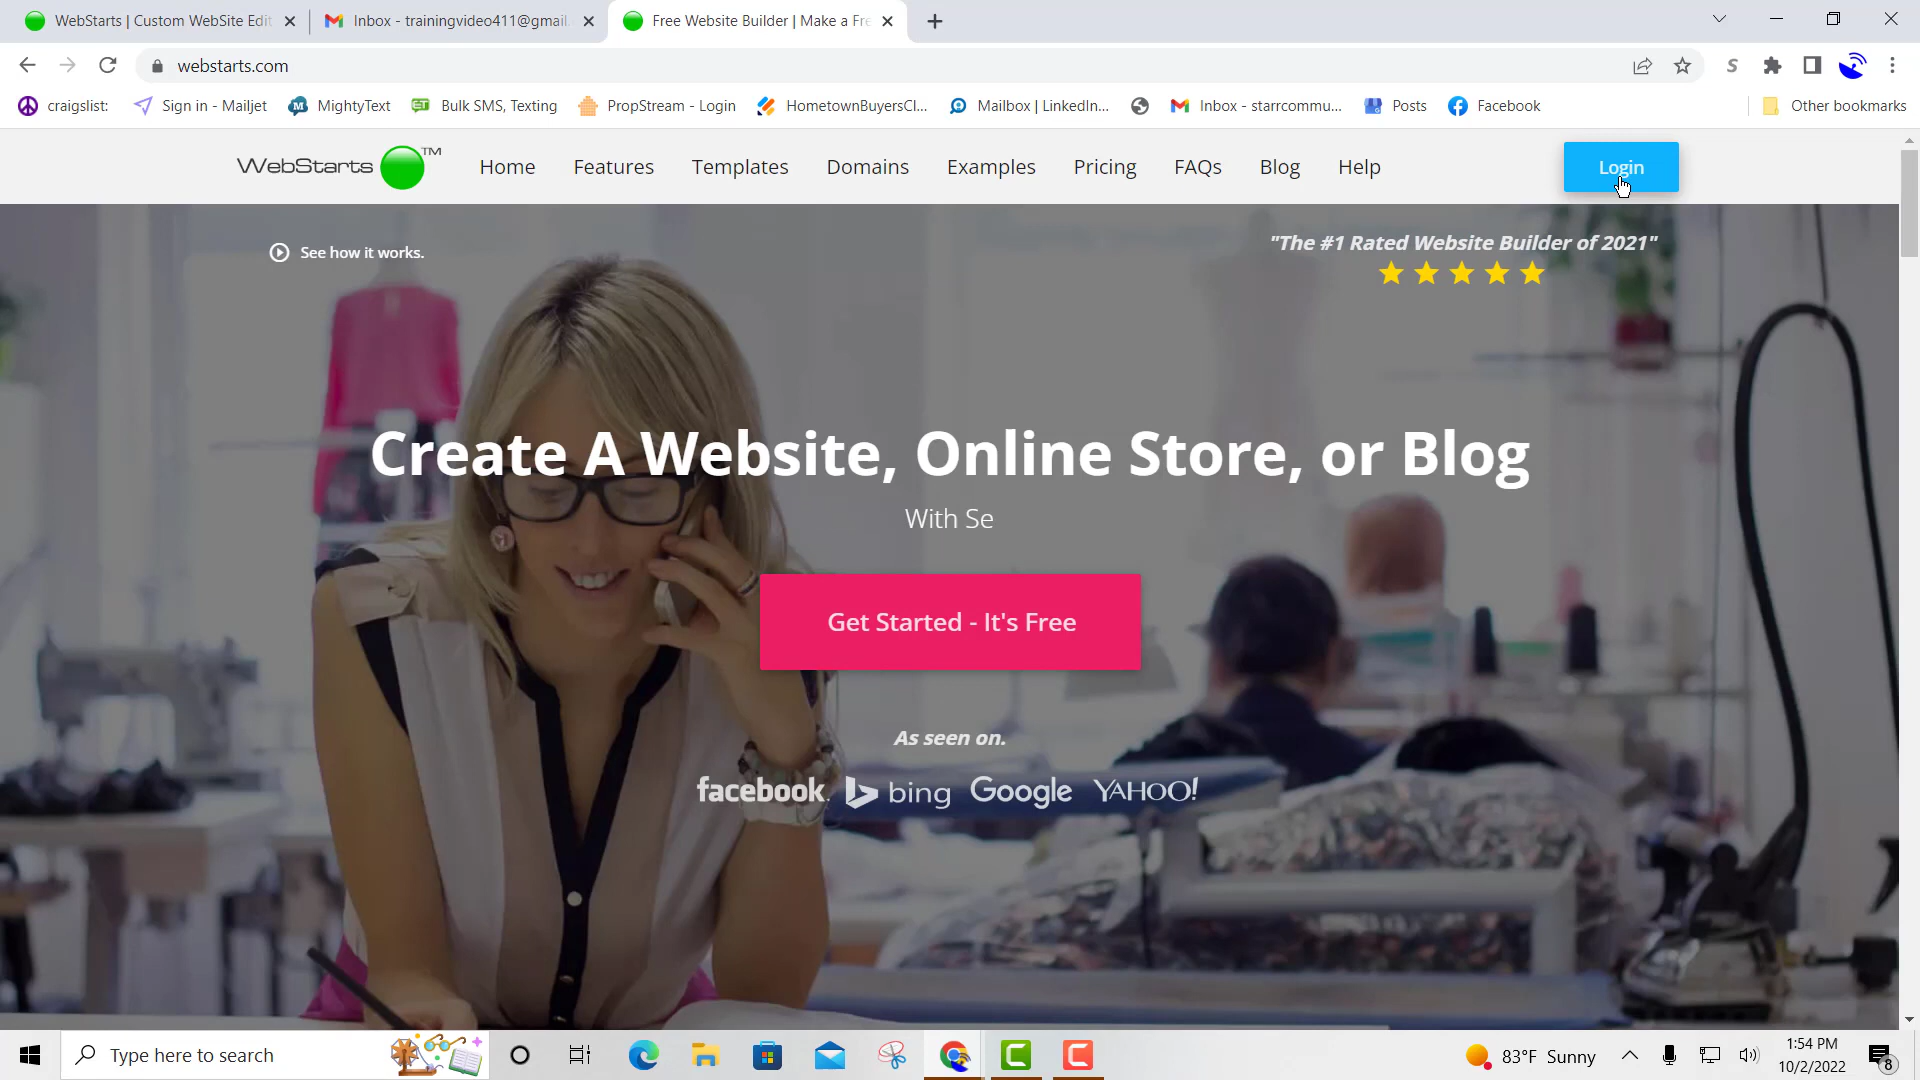 WebStarts | Custom WebSite Edit
Inbox - trainingvideo411@gmail.
Free Website Builder | Make a Fre
webstarts.com
S
craigslist:
Sign in - Mailjet
MightyText
Bulk SMS, Texting
PropStream - Login
HometownBuyersCl...
Mailbox | LinkedIn...
Inbox - starrcommu...
Posts
Facebook
Other bookmarks
WebStarts TM
Home
Features
Templates
Domains
Examples
Pricing
FAQs
Blog
Help
Login
See how it works.
"The #1 Rated Website Builder of 2021"
Create A Website, Online Store, or Blog
With Se
Get Started - It's Free
As seen on.
facebook.
bing
Google
YAHOO!
Type here to search
83°F Sunny
1:54 PM
10/2/2022
8